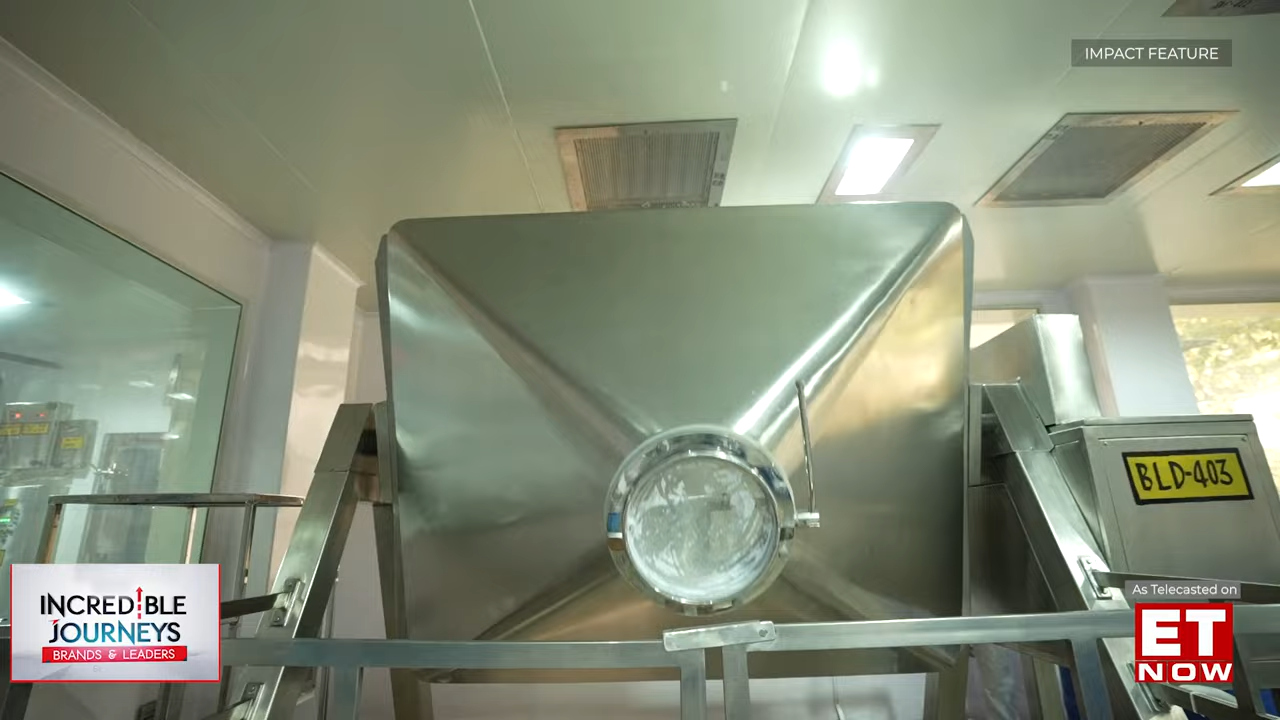 IMPACT FEATURE
BLD-403
INCREDIBLE
JOURNEYS
BRANDS & LEADERS
As Telecasted on
ET
NOW